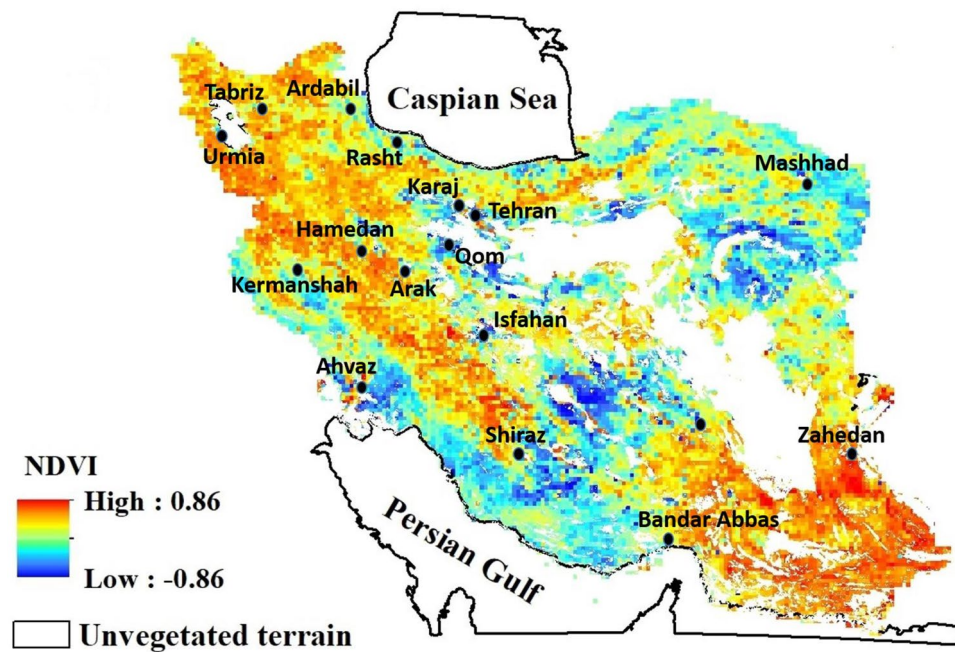 Caspian Sea
Tabriz
Ardabil
Urmia
Rasht
Mashhad
Karaj
Tehran
Hamedan
Qom
Kermanshah
Arak
Isfahan
Ahvaz
Shiraz
Zahedan
Bandar Abbas
Persian Gulf
NDVI
High : 0.86
Low : -0.86
Unvegetated terrain